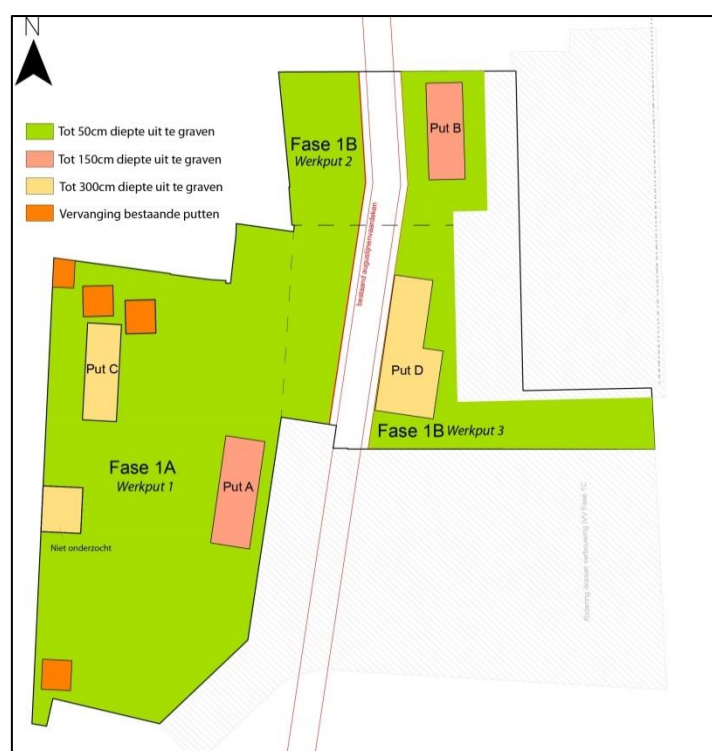 N
Tot 50cm diepte uit te graven
Tot 150cm diepte uit te graven
Tot 300cm diepte uit te graven
Vervanging bestaande putten
Fase 1B
Werkput 2
Put B
bestaand augustijnenvaardeken
Put C
Put D
Fase 1B Werkput 3
Fase 1A
Werkput 1
Put A
Niet onderzocht